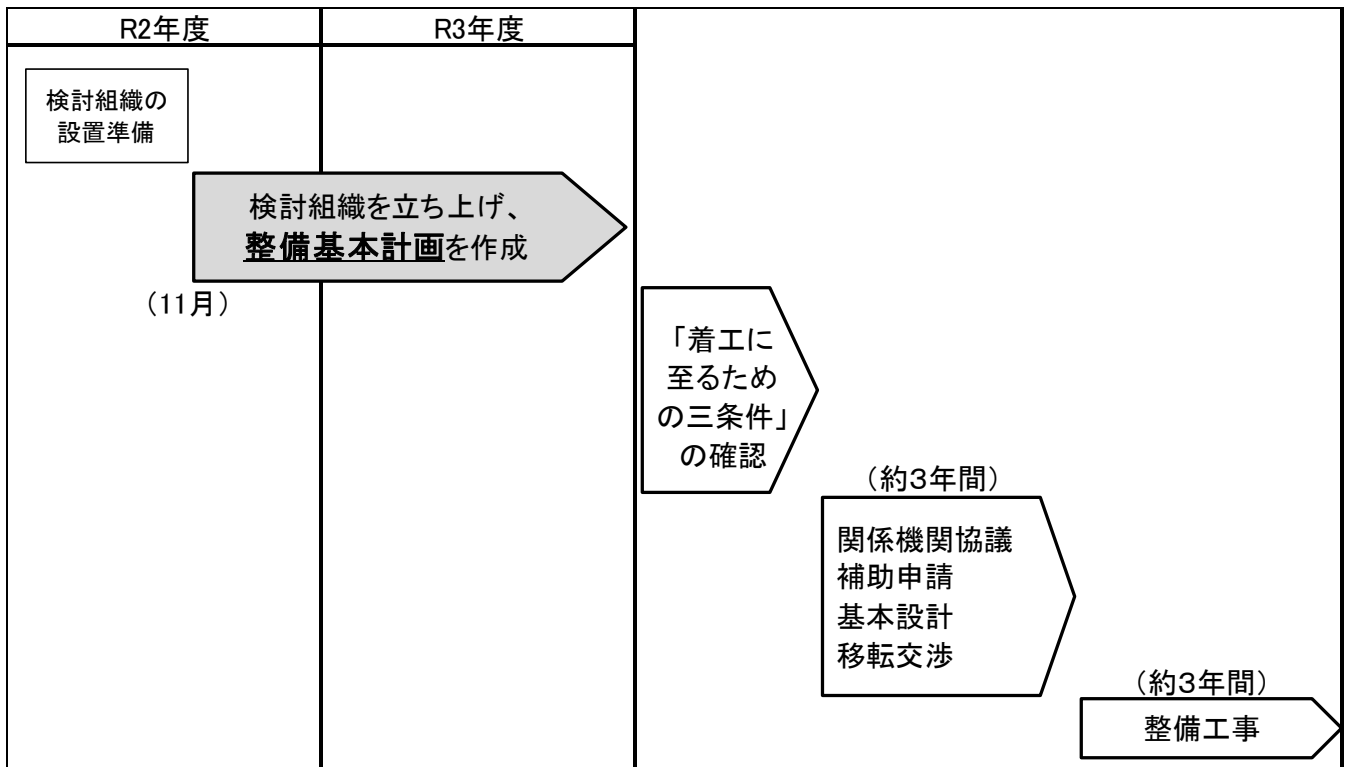 R2年度
R3年度
検討組織の
設置準備
検討組織を立ち上げ、
整備基本計画を作成
（11月）
「着工に
至るため
の三条件」
の確認
（約３年間）
関係機関協議
補助申請
基本設計
移転交渉
（約３年間）
整備工事